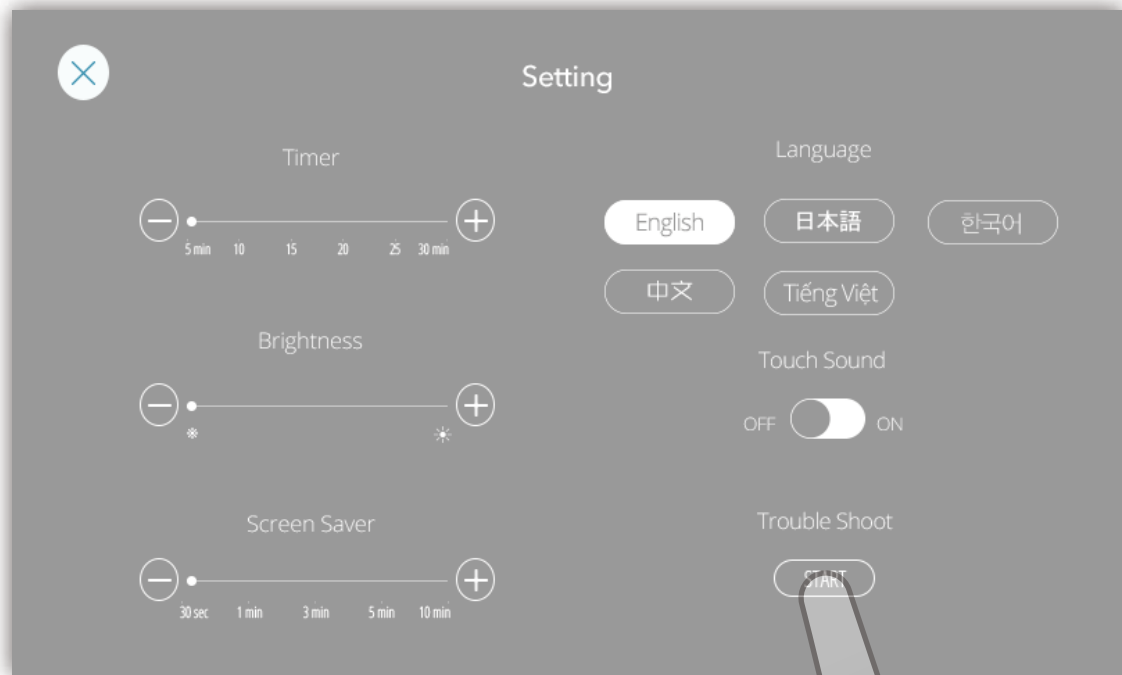 Setting
Timer
5 min 10 15 20 25 30 min
Brightness
Screen Saver
30 sec 1 min 3 min 5 min 10 min
Language
English 日本語 한국어
中文 Tiếng Việt
Touch Sound
OFF ON
Trouble Shoot
START